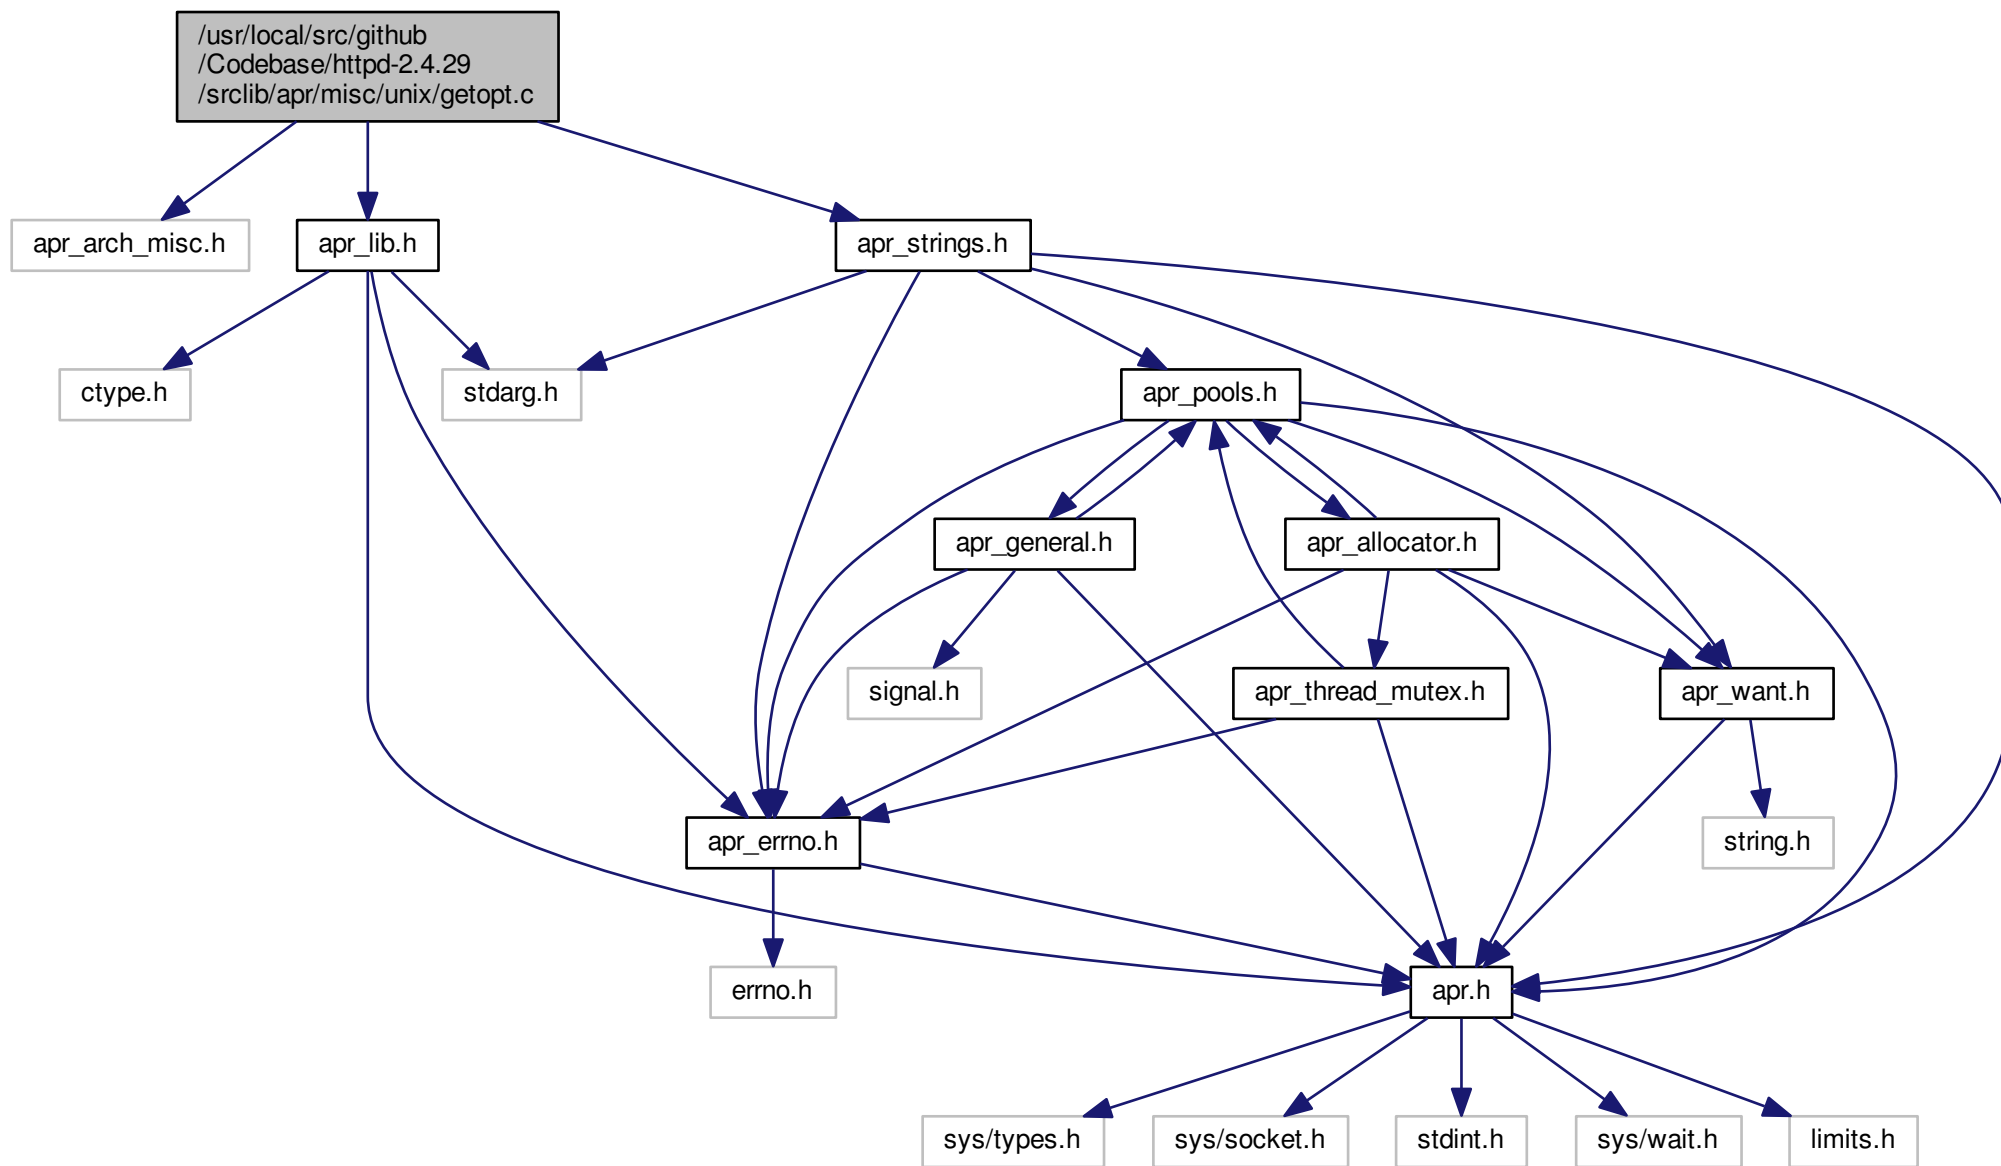 /usr/local/src/github
/Codebase/httpd-2.4.29
/srclib/apr/misc/unix/getopt.c
apr_arch_misc.h
apr_lib.h
apr_strings.h
ctype.h
stdarg.h
apr_pools.h
apr_general.h
apr_allocator.h
signal.h
apr_thread_mutex.h
apr_want.h
apr_errno.h
string.h
errno.h
apr.h
sys/types.h
sys/socket.h
stdint.h
sys/wait.h
limits.h